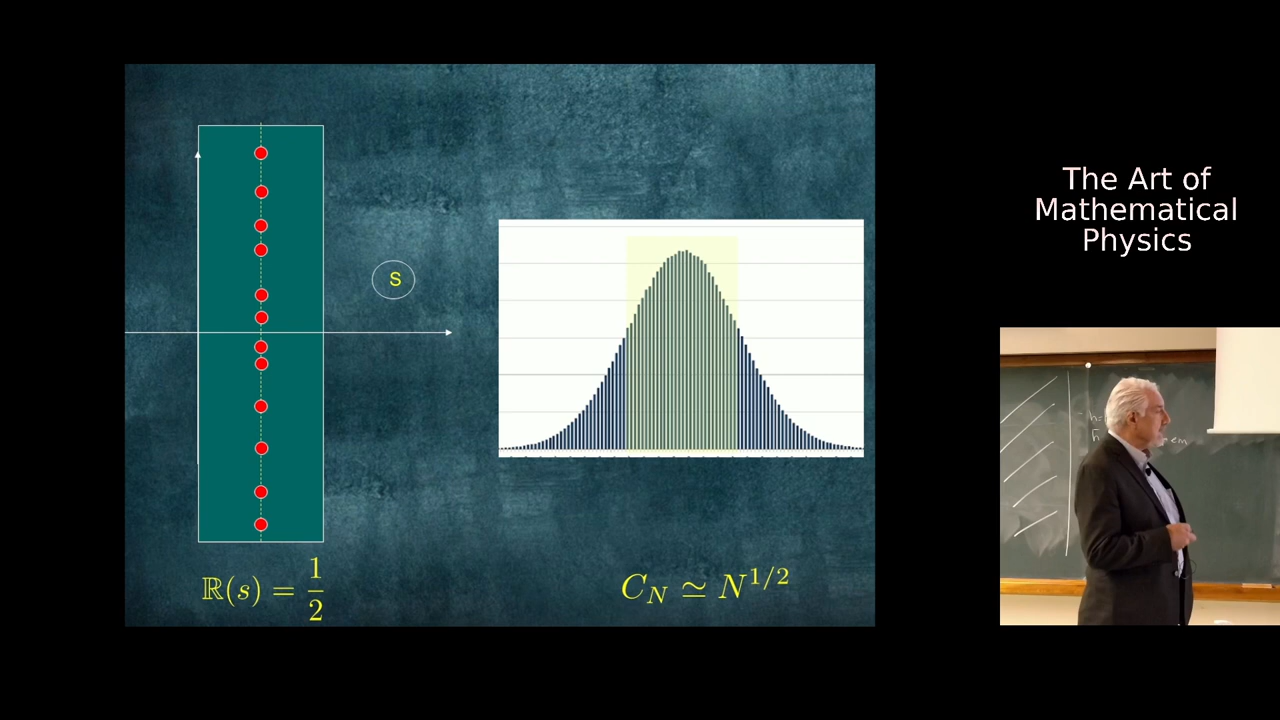 S
ℝ(s) = 1/2
C_N ≃ N^{1/2}
The Art of
Mathematical
Physics